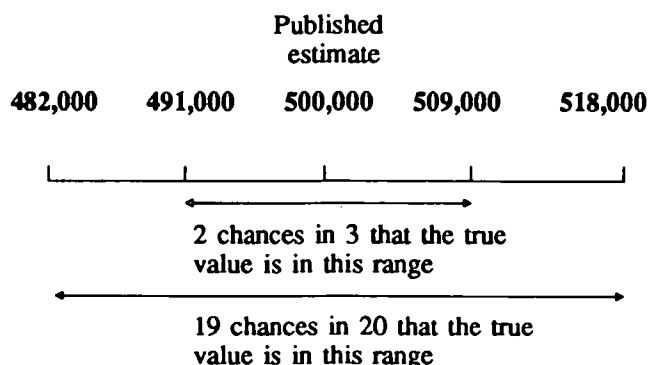 Published
estimate
482,000 491,000 500,000 509,000 518,000
2 chances in 3 that the true
value is in this range
19 chances in 20 that the true
value is in this range